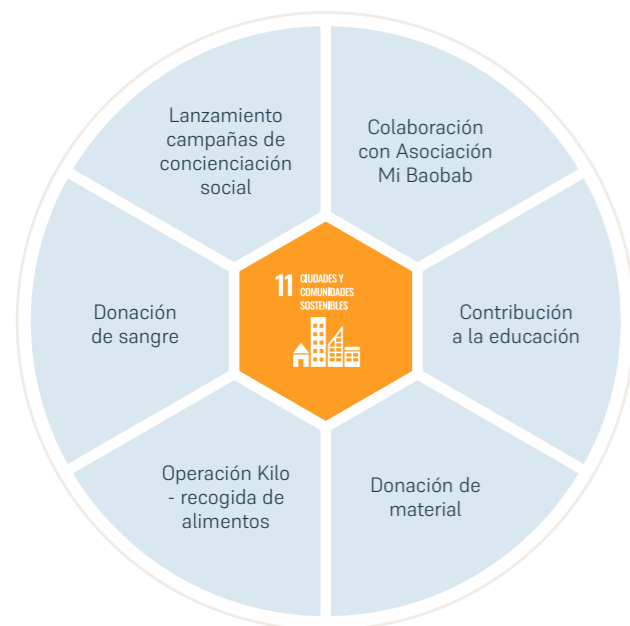 Lanzamiento
campañas de
concienciación
social
Colaboración
con Asociación
Mi Baobab
11 CIUDADES Y
COMUNIDADES
SOSTENIBLES
Donación
de sangre
Contribución
a la educación
Operación Kilo
- recogida de
alimentos
Donación de
material